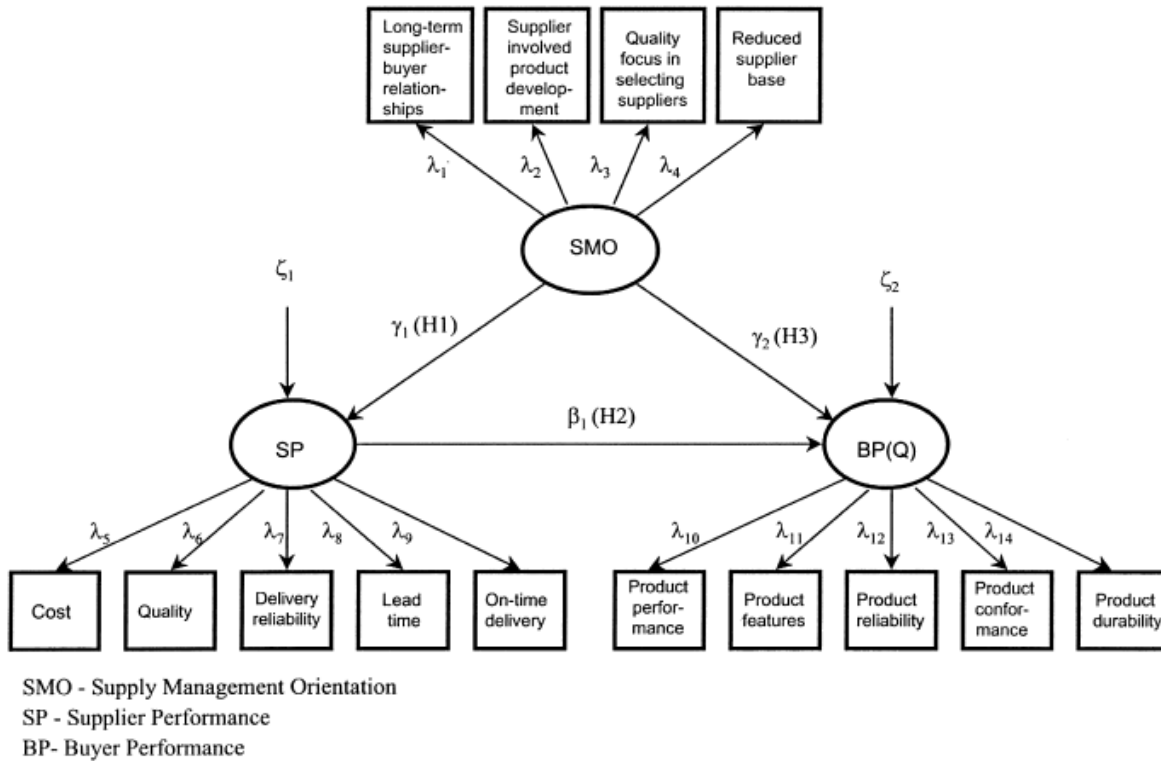 Long-term
supplier-
buyer
relation-
ships
Supplier
involved
product
develop-
ment
Quality
focus in
selecting
suppliers
Reduced
supplier
base
λ₁
λ₂
λ₃
λ₄
SMO
ζ₁
ζ₂
γ₁ (H1)
γ₂ (H3)
β₁ (H2)
SP
BP(Q)
λ₅
λ₆
λ₇
λ₈
λ₉
λ₁₀
λ₁₁
λ₁₂
λ₁₃
λ₁₄
Cost
Quality
Delivery
reliability
Lead
time
On-time
delivery
Product
perfor-
mance
Product
features
Product
reliability
Product
confor-
mance
Product
durability
SMO - Supply Management Orientation
SP - Supplier Performance
BP- Buyer Performance